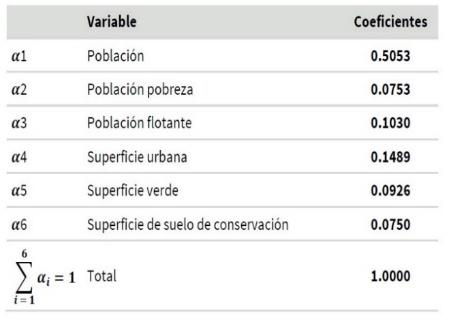 Variable Coeficientes
α1 Población 0.5053
α2 Población pobreza 0.0753
α3 Población flotante 0.1030
α4 Superficie urbana 0.1489
α5 Superficie verde 0.0926
α6 Superficie de suelo de conservación 0.0750
6
∑ αi = 1 Total 1.0000
i = 1